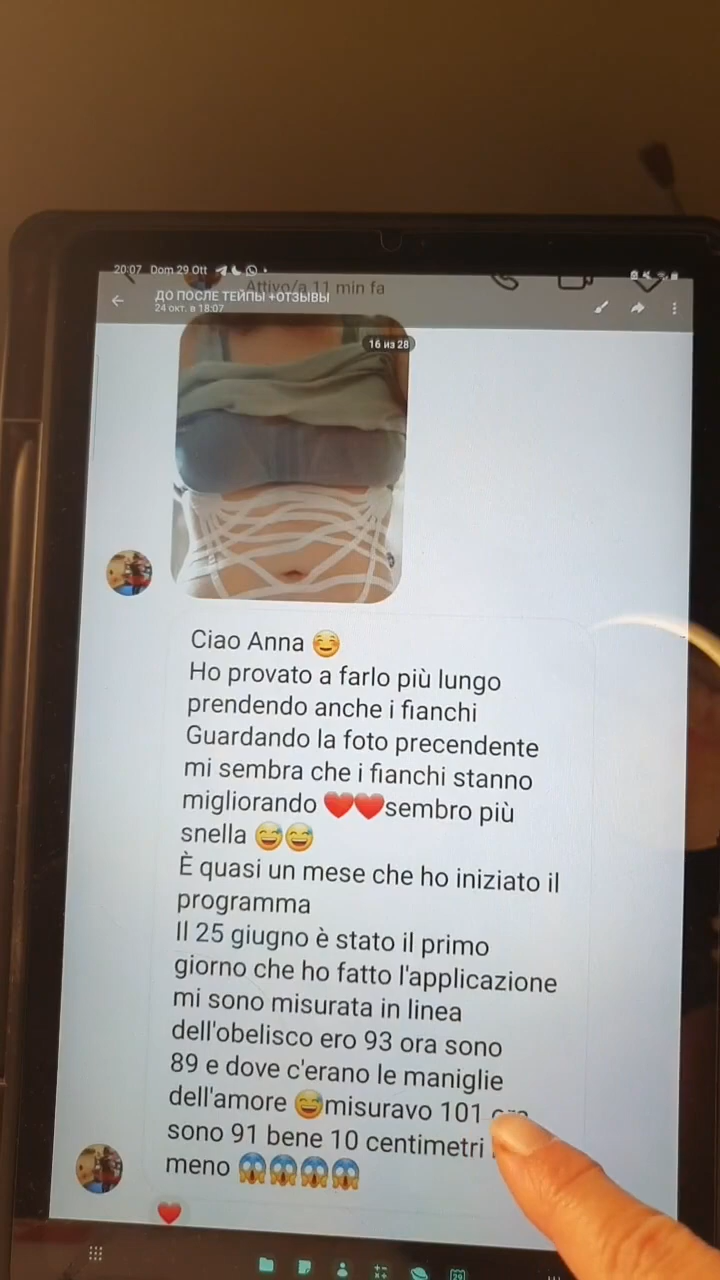 20:07 Dom 29 Ott
Attivo/a 11 min fa
ДО ПОСЛЕ ТЕЙПЫ +ОТЗЫВЫ
24 окт. в 18:07
16 из 28
Ciao Anna 😊
Ho provato a farlo più lungo
prendendo anche i fianchi
Guardando la foto precendente
mi sembra che i fianchi stanno
migliorando ❤️❤️sembro più
snella 😅😅
È quasi un mese che ho iniziato il
programma
Il 25 giugno è stato il primo
giorno che ho fatto l'applicazione
mi sono misurata in linea
dell'obelisco ero 93 ora sono
89 e dove c'erano le maniglie
dell'amore 😅misuravo 101
sono 91 bene 10 centimetri
meno 😱😱😱😱